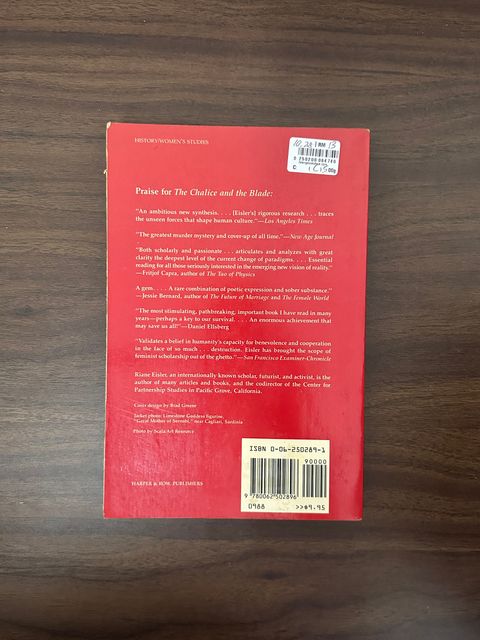 HISTORY/WOMEN'S STUDIES
Praise for The Chalice and the Blade:
"An ambitious new synthesis. . . . [Eisler's] rigorous research . . . traces
the unseen forces that shape human culture."—Los Angeles Times
"The greatest murder mystery and cover-up of all time."—New Age Journal
"Both scholarly and passionate . . . articulates and analyzes with great
clarity the deepest level of the current change of paradigms. . . . Essential
reading for all those seriously interested in the emerging new vision of reality."
—Fritjof Capra, author of The Tao of Physics
A gem. . . . A rare combination of poetic expression and sober substance."
—Jessie Bernard, author of The Future of Marriage and The Female World
"The most stimulating, pathbreaking, important book I have read in many
years—perhaps a key to our survival. . . . An enormous achievement that
may save us all!"—Daniel Ellsberg
"Validates a belief in humanity's capacity for benevolence and cooperation
in the face of so much . . . destruction. Eisler has brought the scope of
feminist scholarship out of the ghetto."—San Francisco Examiner-Chronicle
Riane Eisler, an internationally known scholar, futurist, and activist, is the
author of many articles and books, and the codirector of the Center for
Partnership Studies in Pacific Grove, California.
Cover design by Brad Greene
Jacket photo: Limestone Goddess figurine
"Great Mother of Senorbi," near Cagliari, Sardinia
Photo by Scala/Art Resource
HARPER & ROW, PUBLISHERS
ISBN 0-06-250289-1
90000
9 780062 502896
0988 >>$9.95